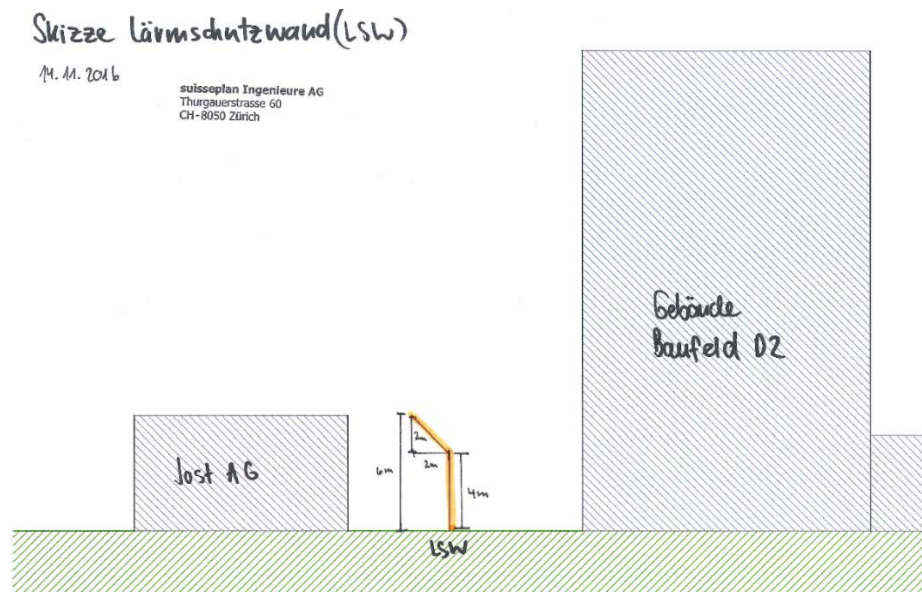 Skizze Lärmschutzwand (LSW)
14.11.2016
suisseplan Ingenieure AG
Thurgauerstrasse 60
CH-8050 Zürich
Gebäude
Baufeld D2
Jost AG
6m
2m
2m
4m
LSW